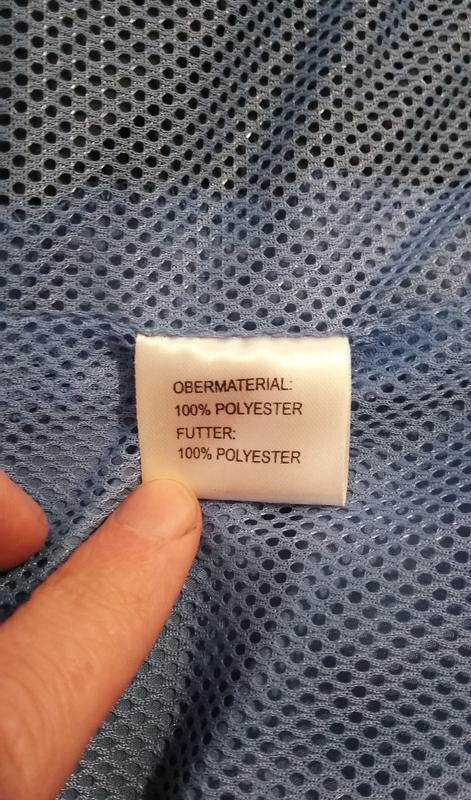 OBERMATERIAL:
100% POLYESTER
FUTTER:
100% POLYESTER